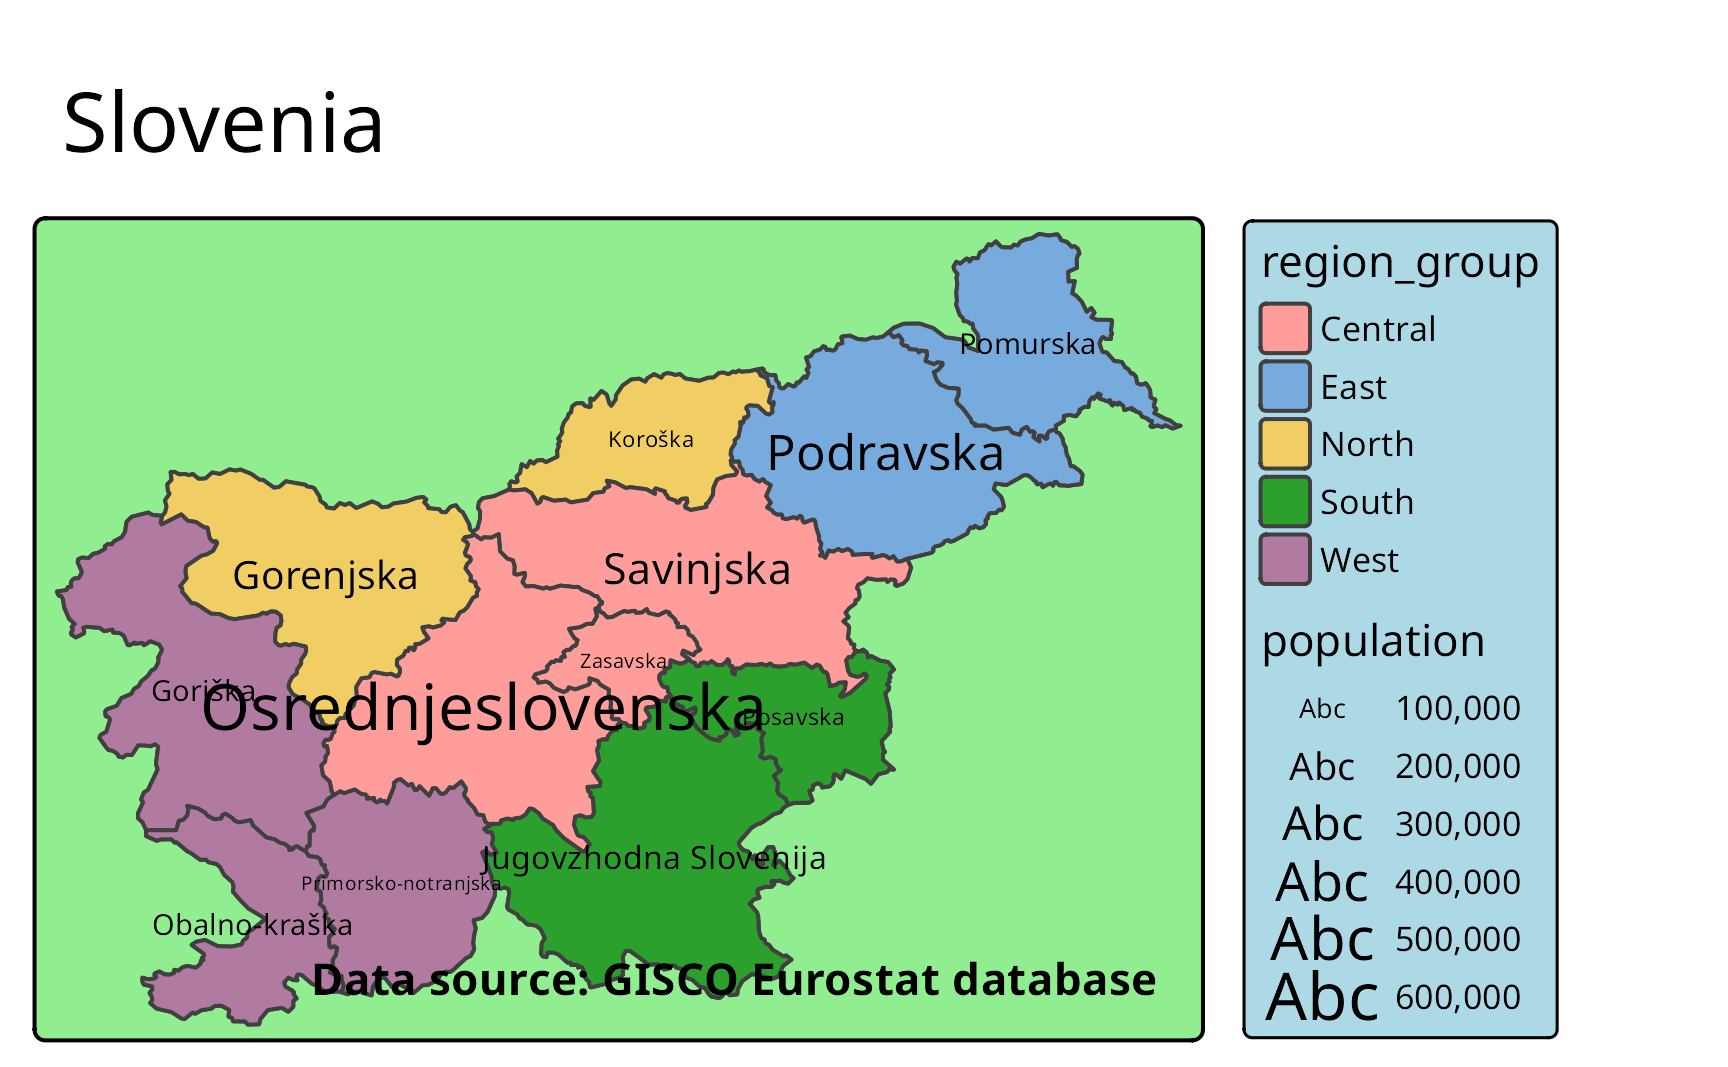 Slovenia
Pomurska
Koroška
Podravska
Gorenjska
Savinjska
Zasavska
Goriška
Osrednjeslovenska
Posavska
Jugovzhodna Slovenija
Primorsko-notranjska
Obalno-kraška
Data source: GISCO Eurostat database
region_group
Central
East
North
South
West
population
Abc 100,000
Abc 200,000
Abc 300,000
Abc 400,000
Abc 500,000
Abc 600,000